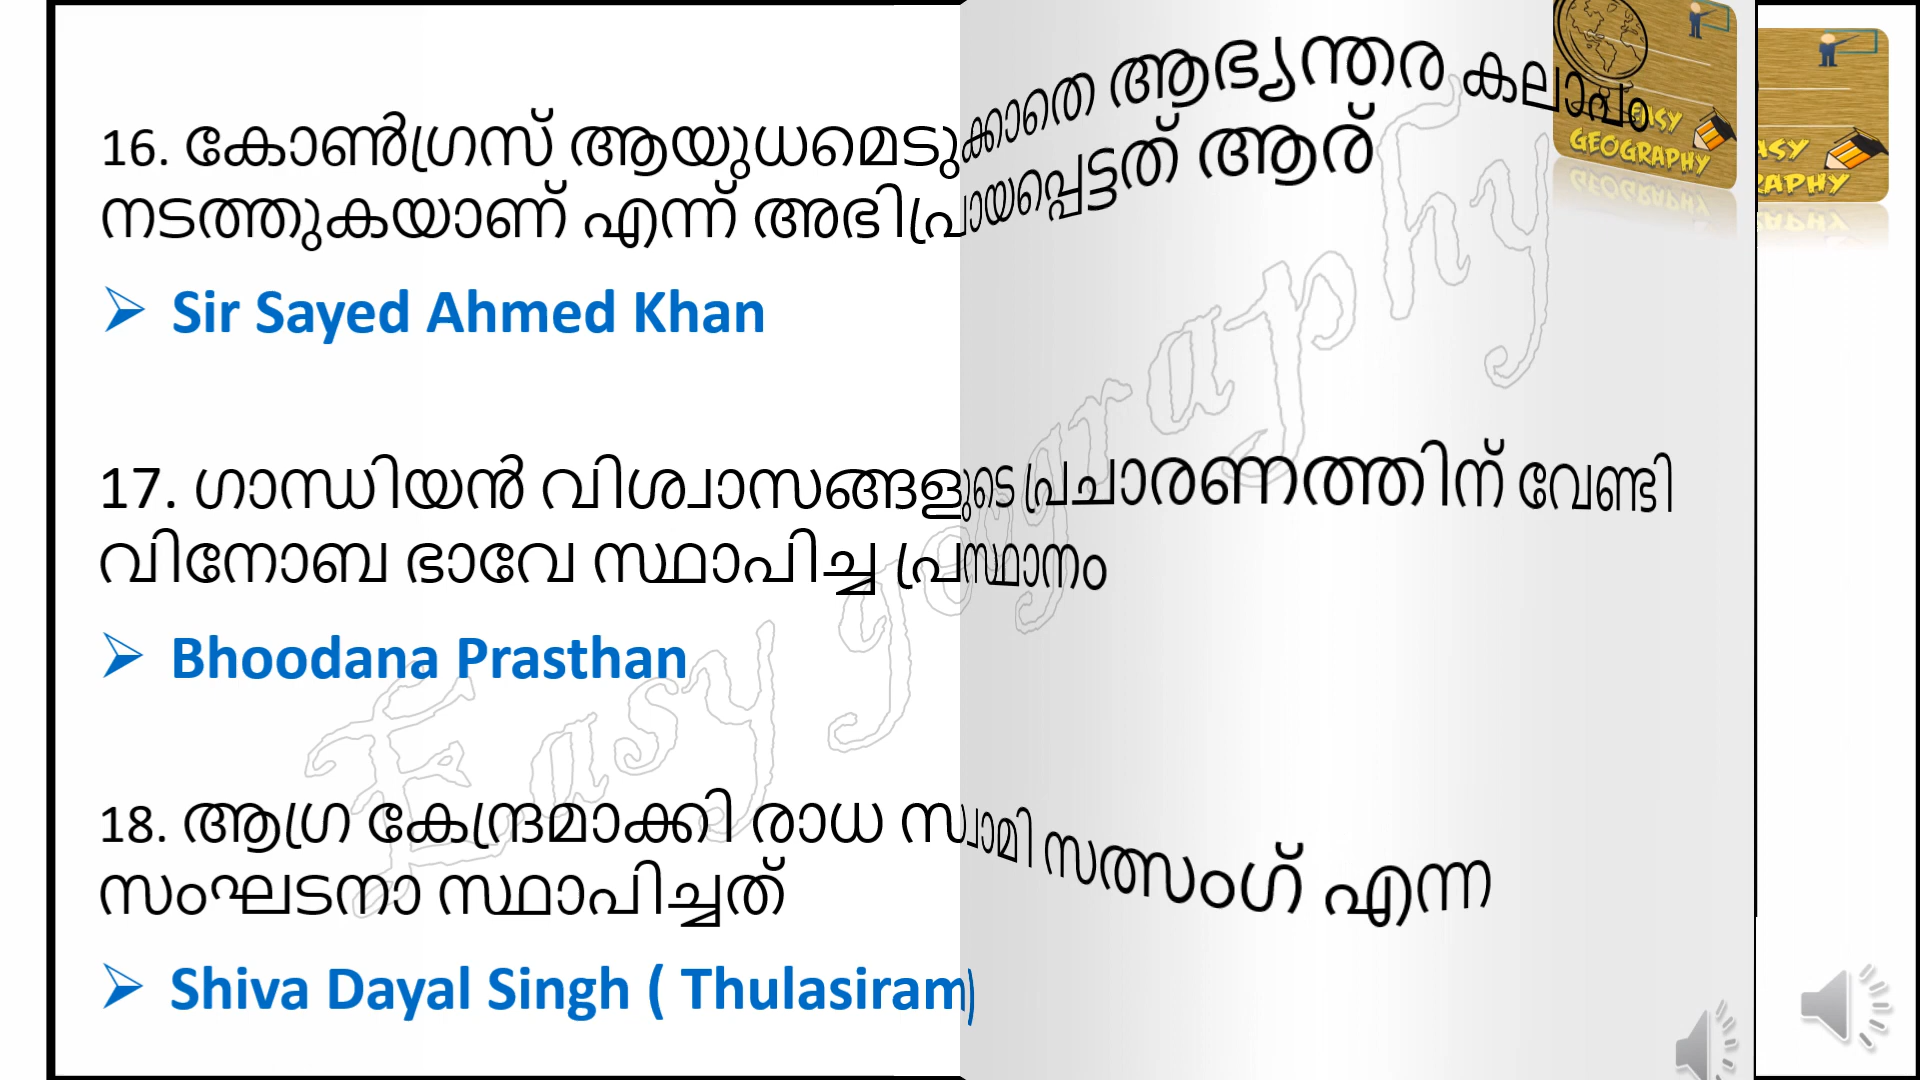 16. കോൺഗ്രസ് ആയുധമെടുക്കാതെ ആഭ്യന്തര കലാപം
നടത്തുകയാണ് എന്ന് അഭിപ്രായപ്പെട്ടത് ആര്
➢ Sir Sayed Ahmed Khan
17. ഗാന്ധിയൻ വിശ്വാസങ്ങളുടെ പ്രചാരണത്തിന് വേണ്ടി
വിനോബ ഭാവേ സ്ഥാപിച്ച പ്രസ്ഥാനം
➢ Bhoodana Prasthan
18. ആഗ്ര കേന്ദ്രമാക്കി രാധ സ്വാമി സത്സംഗ് എന്ന
സംഘടനാ സ്ഥാപിച്ചത്
➢ Shiva Dayal Singh ( Thulasiram)
Easy geography
EASY
GEOGRAPHY
ASY
RAPHY